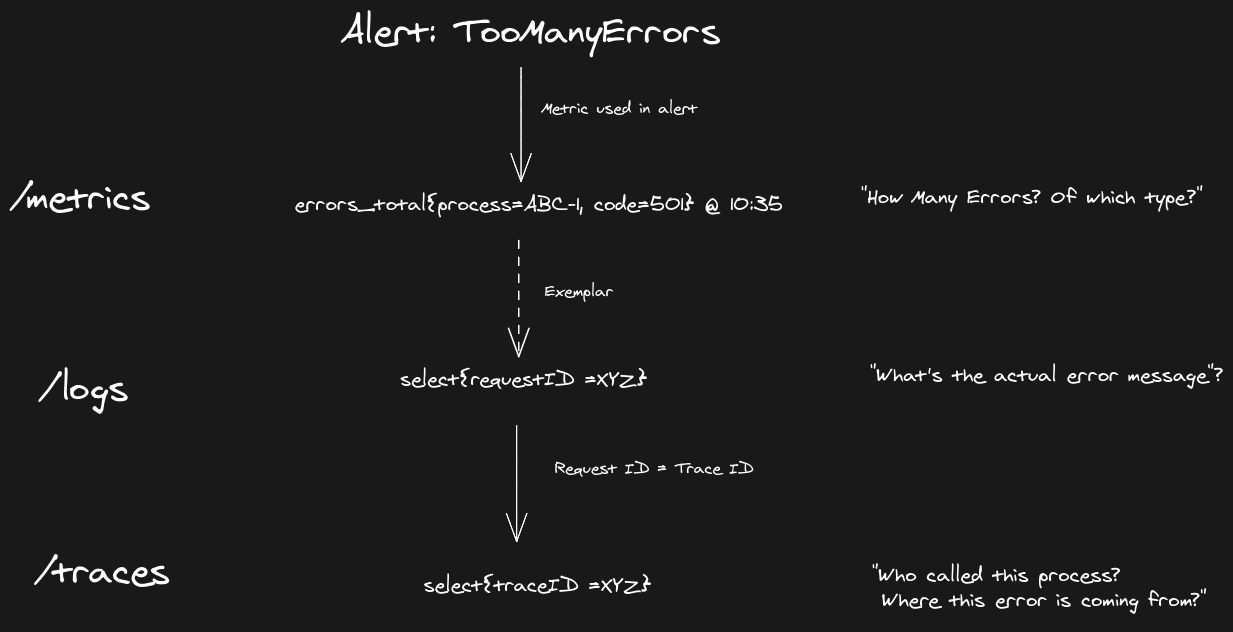 Alert: TooManyErrors
Metric used in alert
/metrics
errors_total{process=ABC-1, code=501} @ 10:35
"How Many Errors? Of which type?"
Exemplar
/logs
select{requestID =XYZ}
"What's the actual error message"?
Request ID = Trace ID
/traces
select{traceID =XYZ}
"Who called this process?
Where this error is coming from?"